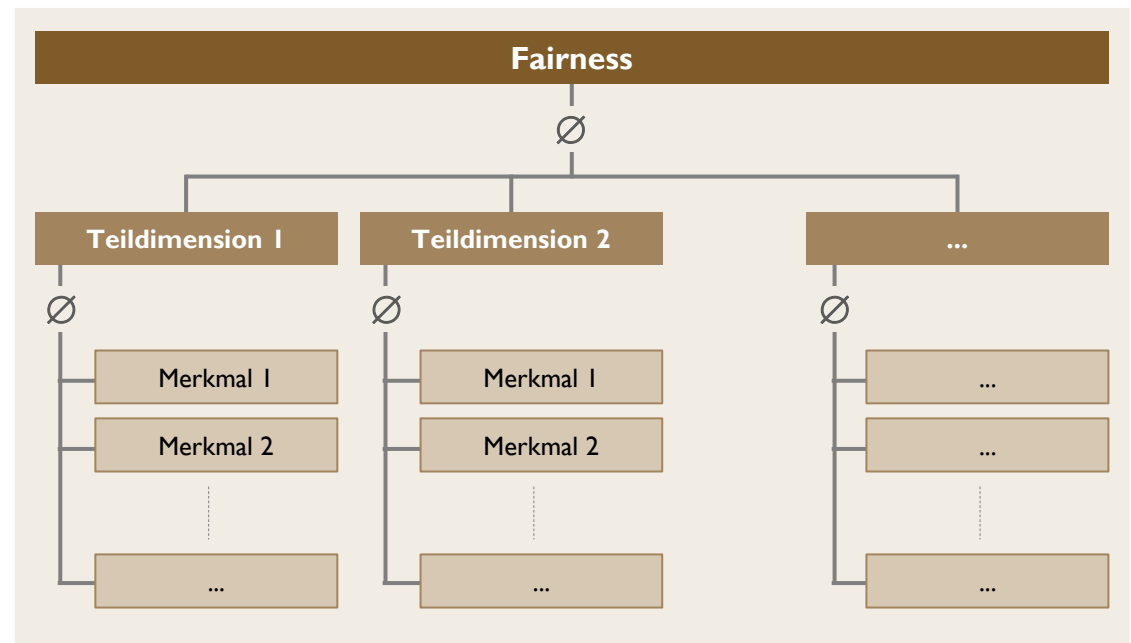 Fairness
Ø
Teildimension 1
Teildimension 2
...
Ø
Ø
Ø
Merkmal 1
Merkmal 1
...
Merkmal 2
Merkmal 2
...
...
...
...